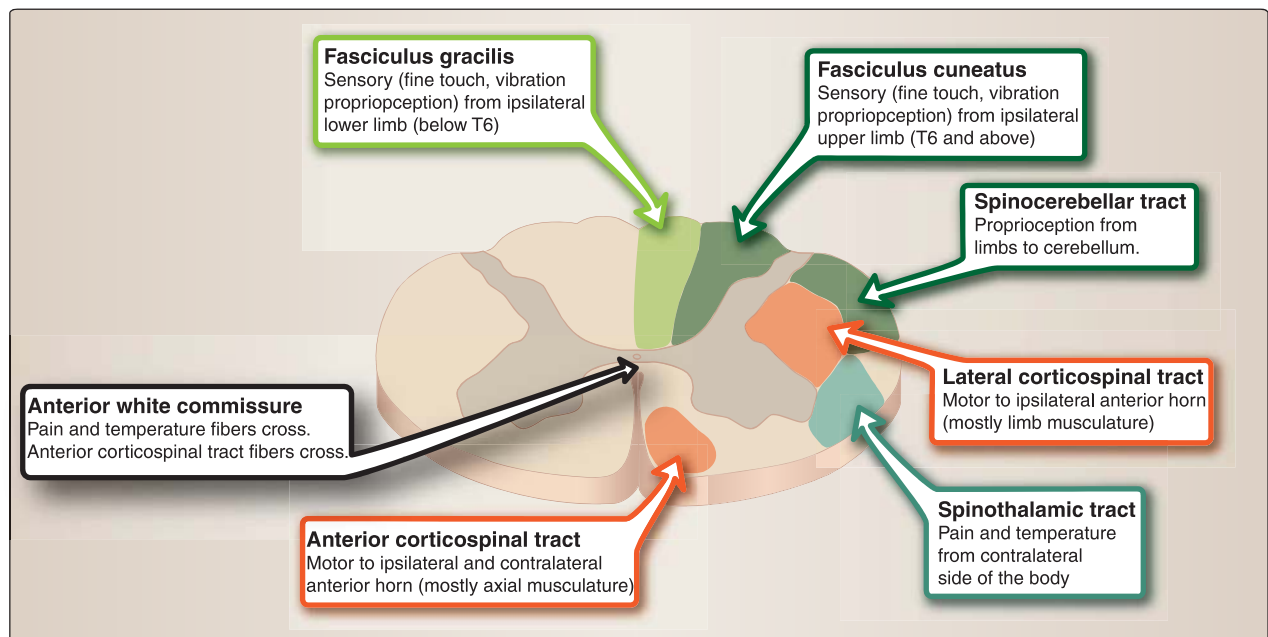 Fasciculus gracilis
Sensory (fine touch, vibration
propriopception) from ipsilateral
lower limb (below T6)
Fasciculus cuneatus
Sensory (fine touch, vibration
propriopception) from ipsilateral
upper limb (T6 and above)
Spinocerebellar tract
Proprioception from
limbs to cerebellum.
Lateral corticospinal tract
Motor to ipsilateral anterior horn
(mostly limb musculature)
Anterior white commissure
Pain and temperature fibers cross.
Anterior corticospinal tract fibers cross.
Spinothalamic tract
Pain and temperature
from contralateral
side of the body
Anterior corticospinal tract
Motor to ipsilateral and contralateral
anterior horn (mostly axial musculature)